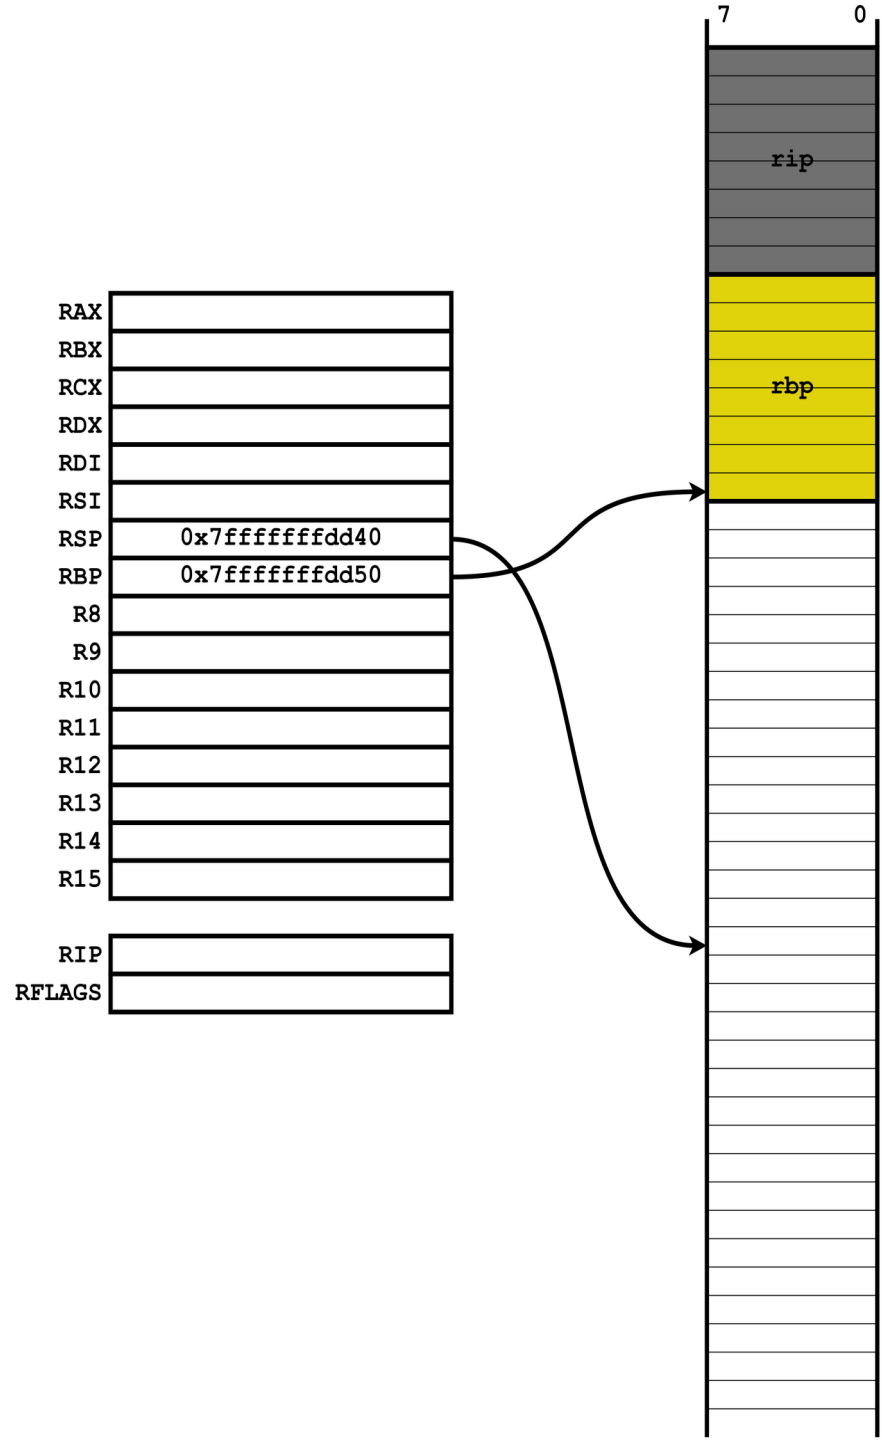 7 0
rip
RAX
RBX
RCX
rbp
RDX
RDI
RSI
RSP 0x7fffffffdd40
RBP 0x7fffffffdd50
R8
R9
R10
R11
R12
R13
R14
R15
RIP
RFLAGS